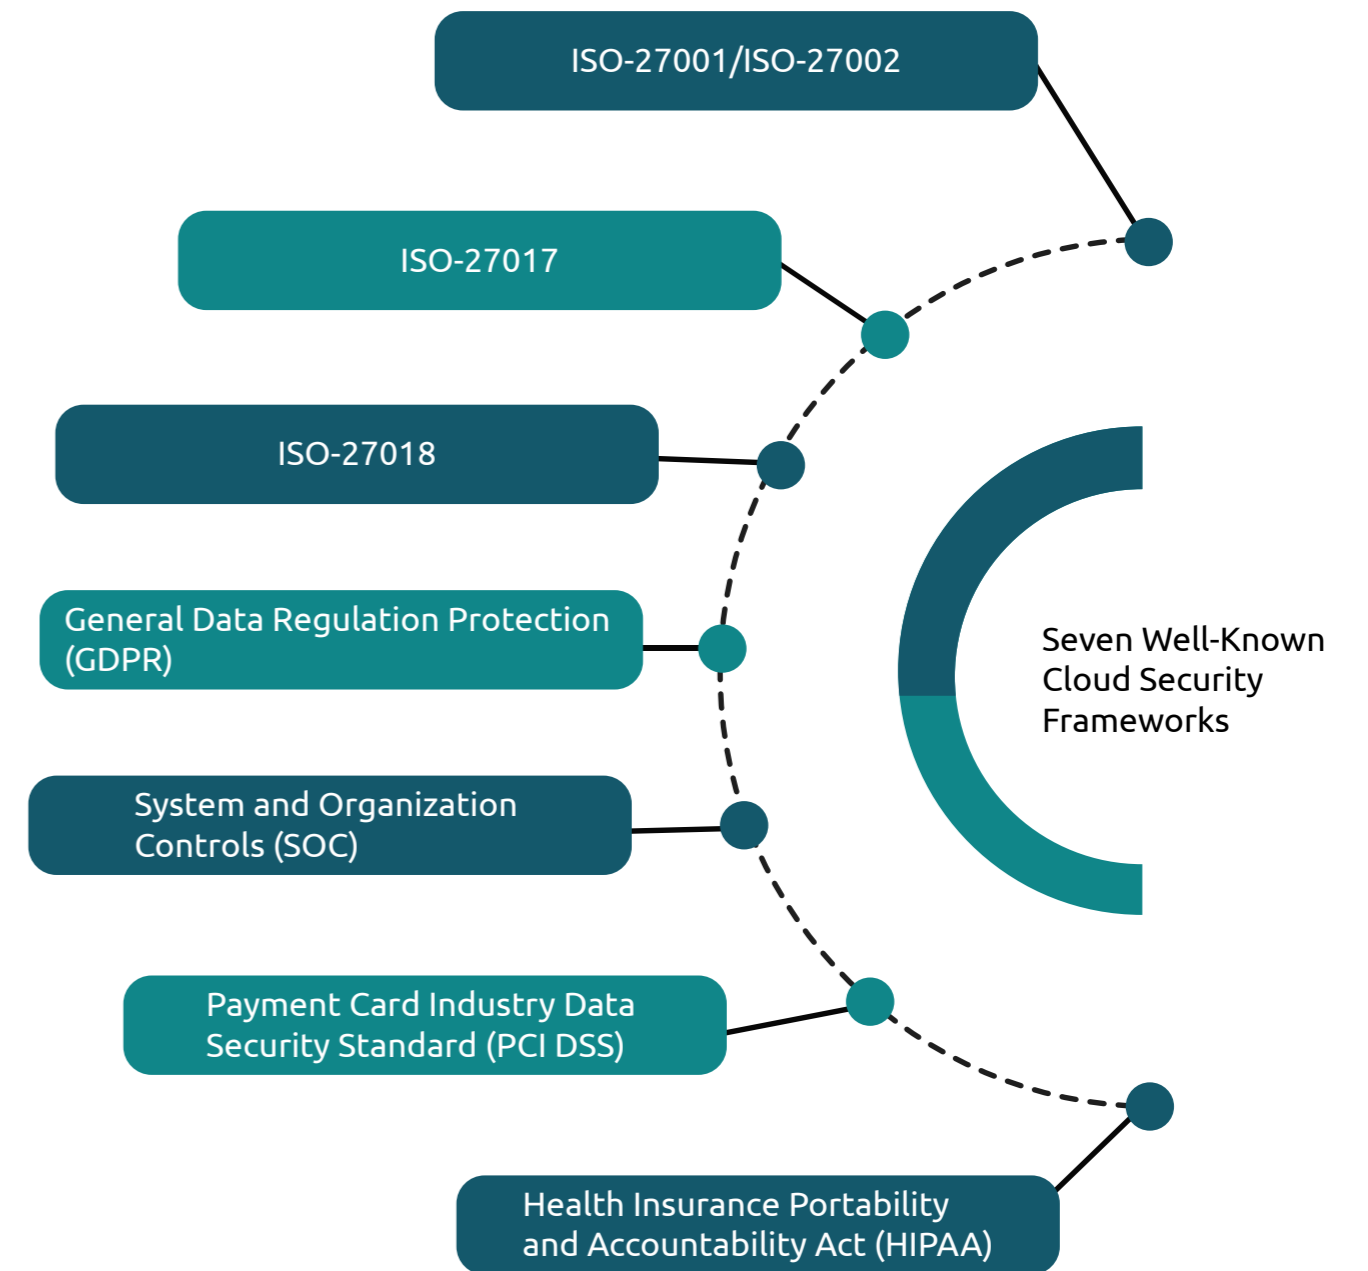 ISO-27001/ISO-27002
ISO-27017
ISO-27018
General Data Regulation Protection
(GDPR)
System and Organization
Controls (SOC)
Payment Card Industry Data
Security Standard (PCI DSS)
Health Insurance Portability
and Accountability Act (HIPAA)
Seven Well-Known
Cloud Security
Frameworks